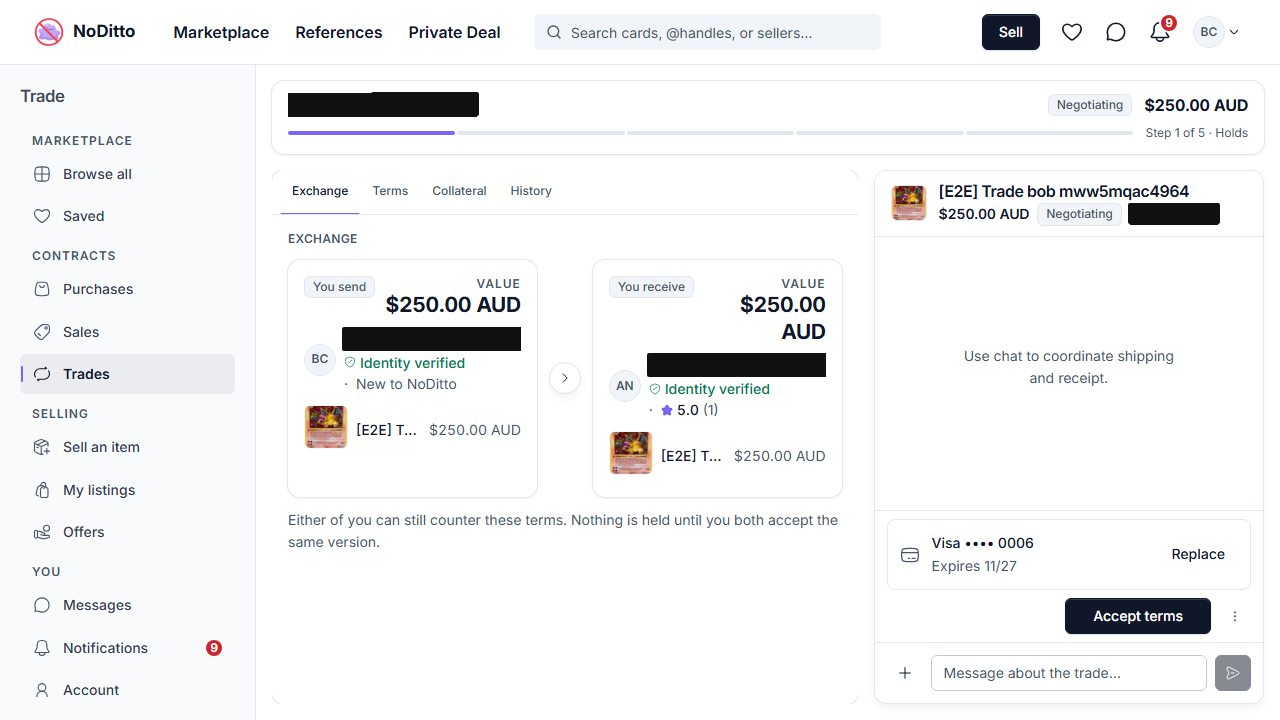 NoDitto
Marketplace
References
Private Deal
Search cards, @handles, or sellers...
Sell
9
BC
Trade
MARKETPLACE
Browse all
Saved
CONTRACTS
Purchases
Sales
Trades
SELLING
Sell an item
My listings
Offers
YOU
Messages
Notifications
9
Account
Negotiating
$250.00 AUD
Step 1 of 5 · Holds
Exchange
Terms
Collateral
History
EXCHANGE
You send
VALUE
$250.00 AUD
BC
Identity verified
· New to NoDitto
[E2E] T...
$250.00 AUD
You receive
VALUE
$250.00
AUD
AN
Identity verified
· 5.0 (1)
[E2E] T...
$250.00 AUD
Either of you can still counter these terms. Nothing is held until you both accept the
same version.
[E2E] Trade bob mww5mqac4964
$250.00 AUD
Negotiating
Use chat to coordinate shipping
and receipt.
Visa •••• 0006
Expires 11/27
Replace
Accept terms
Message about the trade...